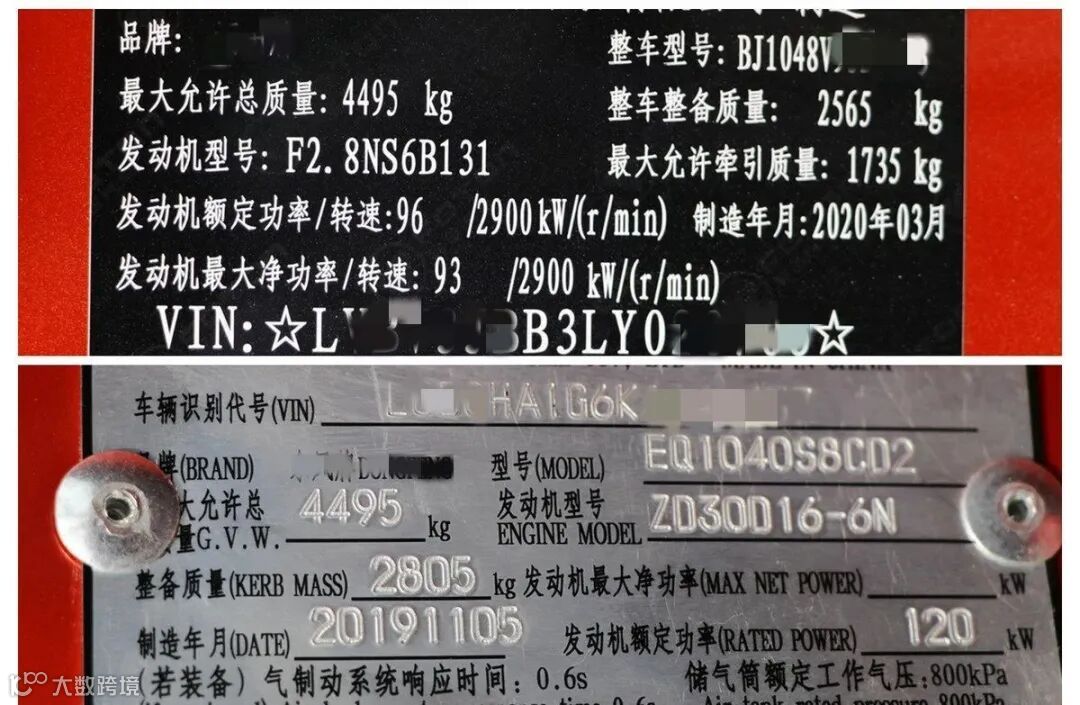 品牌:
整车型号: BJ1048V
最大允许总质量: 4495 kg
整车整备质量: 2565 kg
发动机型号: F2.8NS6B131
最大允许牵引质量: 1735 kg
发动机额定功率/转速:96 /2900kW/(r/min) 制造年月:2020年03月
发动机最大净功率/转速: 93 /2900 kW/(r/min)
VIN:☆L B3LY0 ☆
车辆识别代号(VIN) HA1G6K
(BRAND) 型号(MODEL) EQ1040S8CD2
大允许总 4495 kg 发动机型号 ZD30D16-6N
量G.V.W. ENGINE MODEL
整备质量(KERB MASS) 2805 kg 发动机最大净功率(MAX NET POWER) kW
制造年月(DATE) 20191105 发动机额定功率(RATED POWER) 120 kW
(若装备) 气制动系统响应时间: 0.6s 储气筒额定工作气压:800kPa
大数跨境